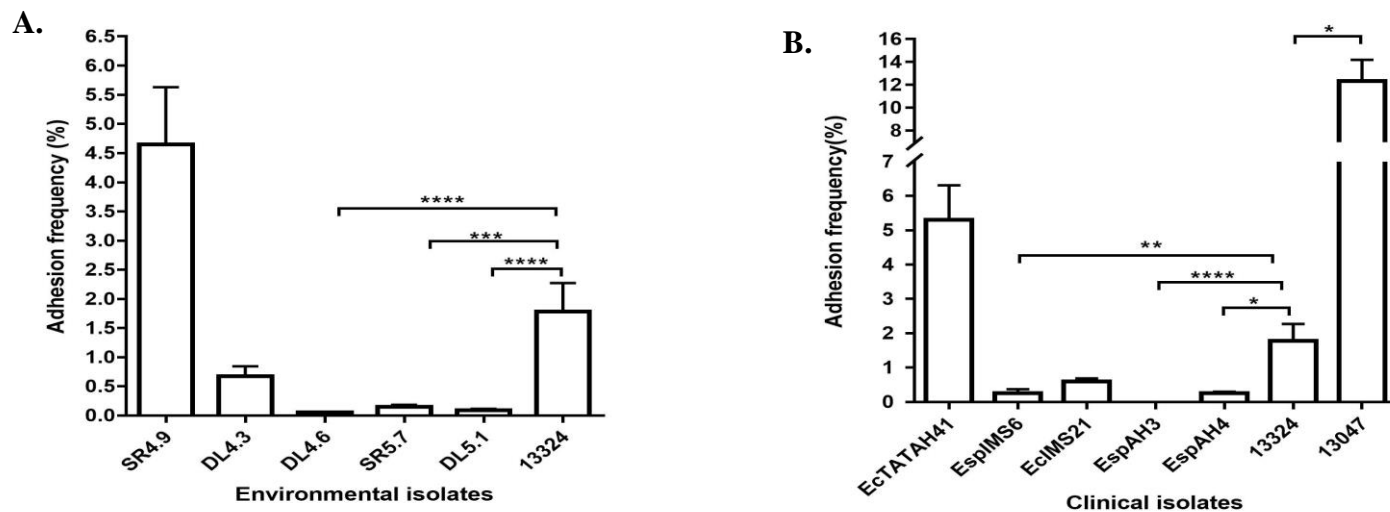 A.
6.5
6.0
5.5
5.0
4.5
4.0
3.5
3.0
2.5
2.0
1.5
1.0
0.5
0.0
Adhesion frequency (%)
****
***
****
SR4.9
DL4.3
DL4.6
SR5.7
DL5.1
13324
Environmental isolates
B.
16
14
12
10
8
7
6
5
4
3
2
1
0
Adhesion frequency(%)
*
**
****
*
EcTATAH41
EspIMS6
EclMS21
EspAH3
EspAH4
13324
13047
Clinical isolates